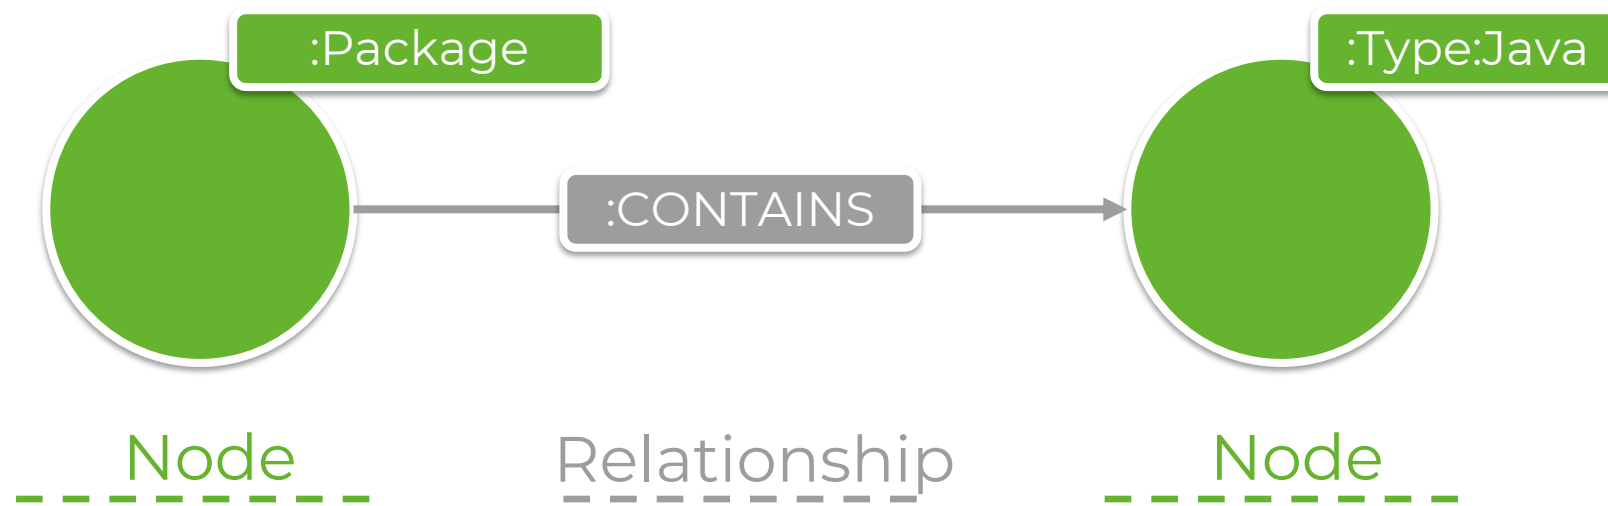 :Package
:Type:Java
:CONTAINS
Node
Relationship
Node